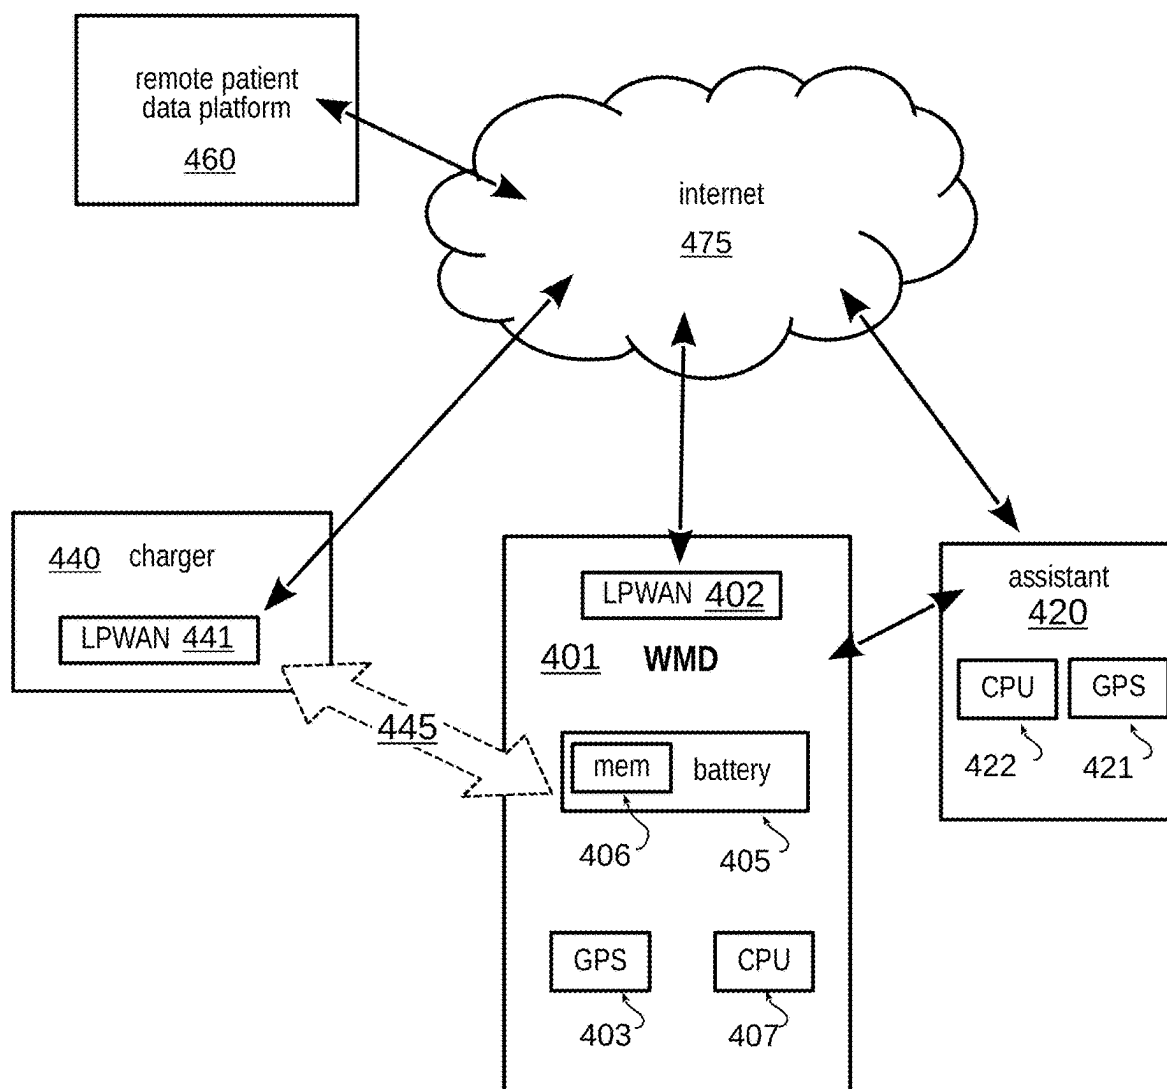 remote patient
data platform
460
internet
475
440 charger
LPWAN 441
LPWAN 402
401 WMD
assistant
420
CPU GPS
422 421
445
mem battery
406 405
GPS CPU
403 407